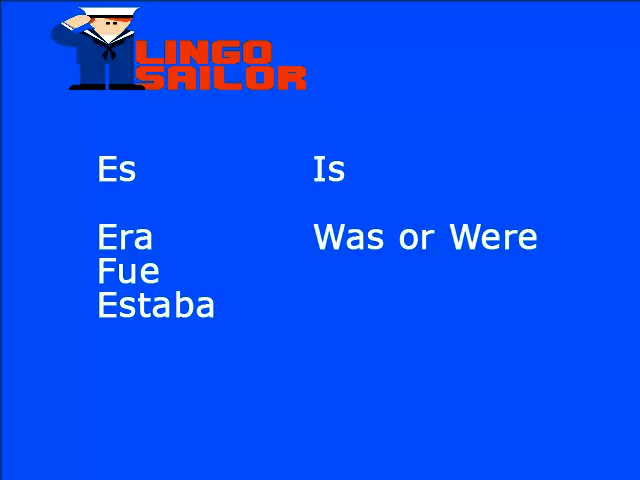 LINGO
SAILOR
Es Is
Era Was or Were
Fue
Estaba